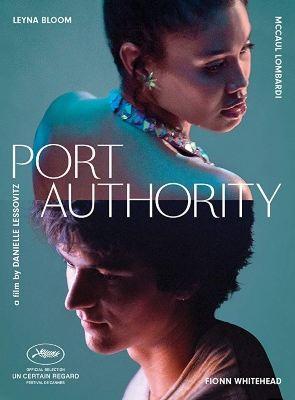 LEYNA BLOOM
MCCAUL LOMBARDI
PORT
AUTHORITY
a film by DANIELLE LESSOVITZ
OFFICIAL SELECTION
UN CERTAIN REGARD
FESTIVAL DE CANNES
FIONN WHITEHEAD